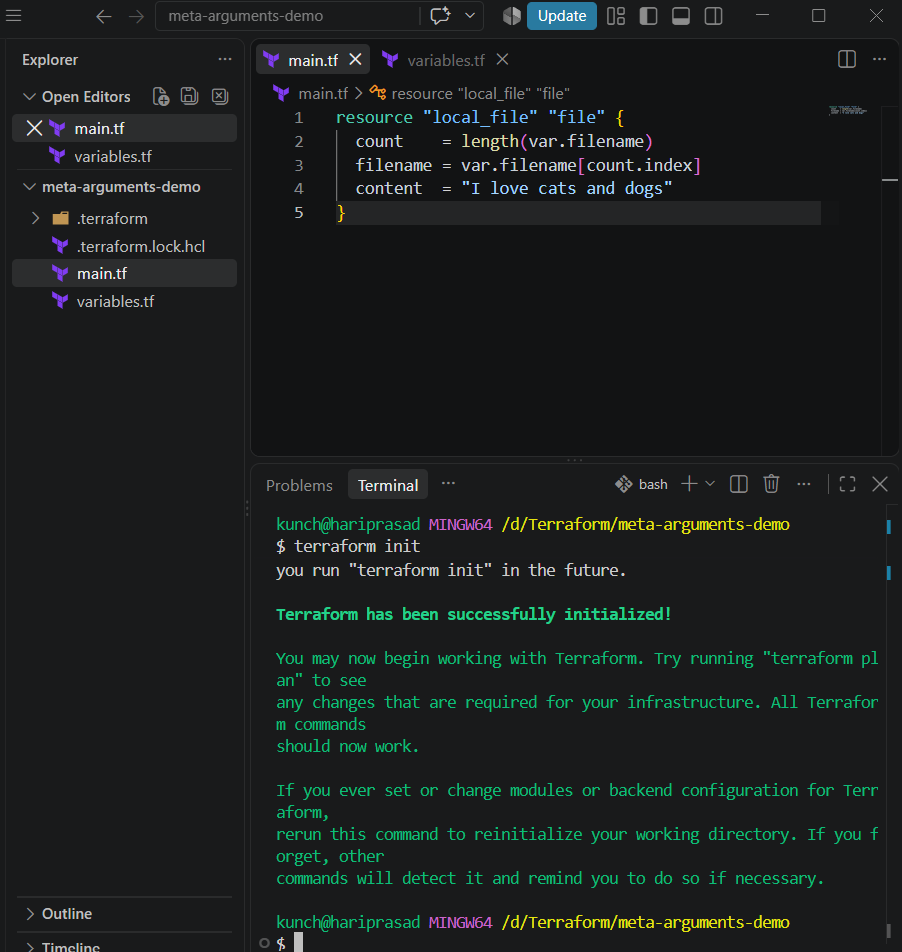 meta-arguments-demo
Update
Explorer
Open Editors
main.tf
variables.tf
meta-arguments-demo
.terraform
.terraform.lock.hcl
main.tf
variables.tf
Outline
Timeline
main.tf
variables.tf
main.tf > resource "local_file" "file"
1 resource "local_file" "file" {
2 count = length(var.filename)
3 filename = var.filename[count.index]
4 content = "I love cats and dogs"
5 }
Problems Terminal ... bash
kunch@hariprasad MINGW64 /d/Terraform/meta-arguments-demo
$ terraform init
you run "terraform init" in the future.
Terraform has been successfully initialized!
You may now begin working with Terraform. Try running "terraform pl
an" to see
any changes that are required for your infrastructure. All Terrafor
m commands
should now work.
If you ever set or change modules or backend configuration for Terr
aform,
rerun this command to reinitialize your working directory. If you f
orget, other
commands will detect it and remind you to do so if necessary.
kunch@hariprasad MINGW64 /d/Terraform/meta-arguments-demo
$